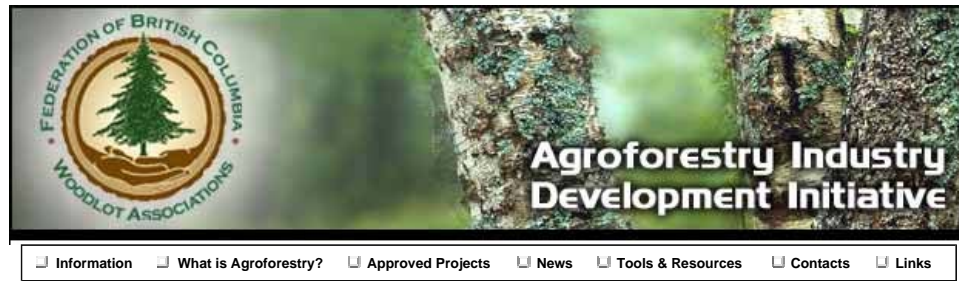 FEDERATION OF BRITISH COLUMBIA
WOODLOT ASSOCIATIONS
Agroforestry Industry
Development Initiative
Information What is Agroforestry? Approved Projects News Tools & Resources Contacts Links